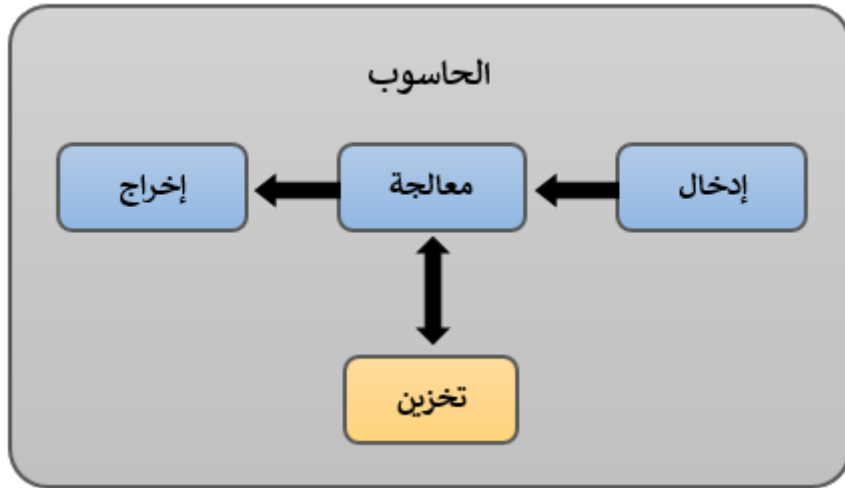 الحاسوب
إدخال
معالجة
إخراج
تخزين